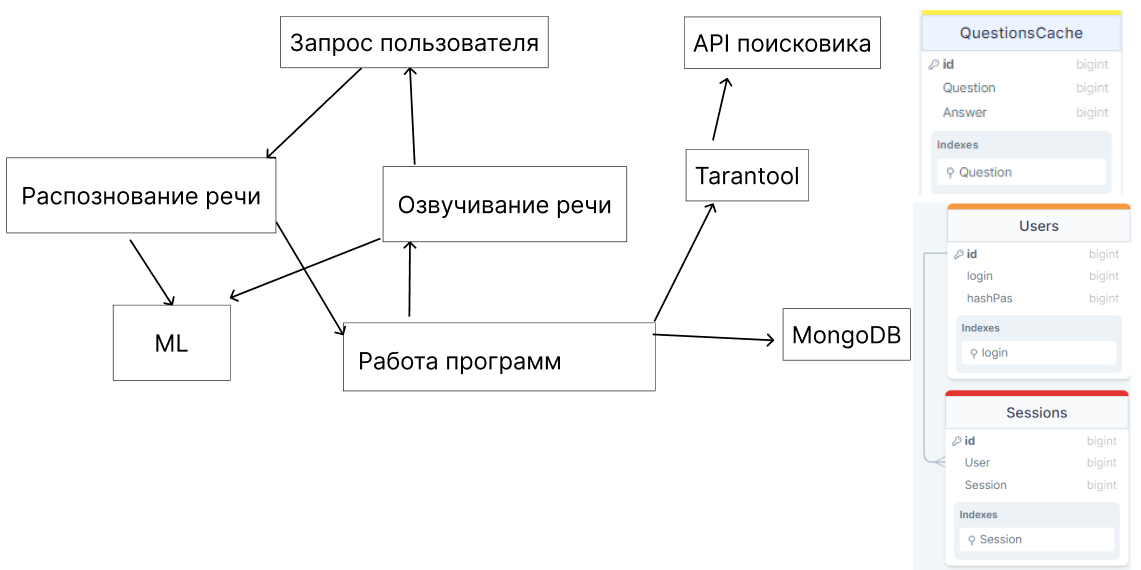 Запрос пользователя
API поисковика
Распознование речи
Озвучивание речи
Tarantool
ML
Работа программ
MongoDB
QuestionsCache
id bigint
Question bigint
Answer bigint
Indexes
Question
Users
id bigint
login bigint
hashPas bigint
Indexes
login
Sessions
id bigint
User bigint
Session bigint
Indexes
Session